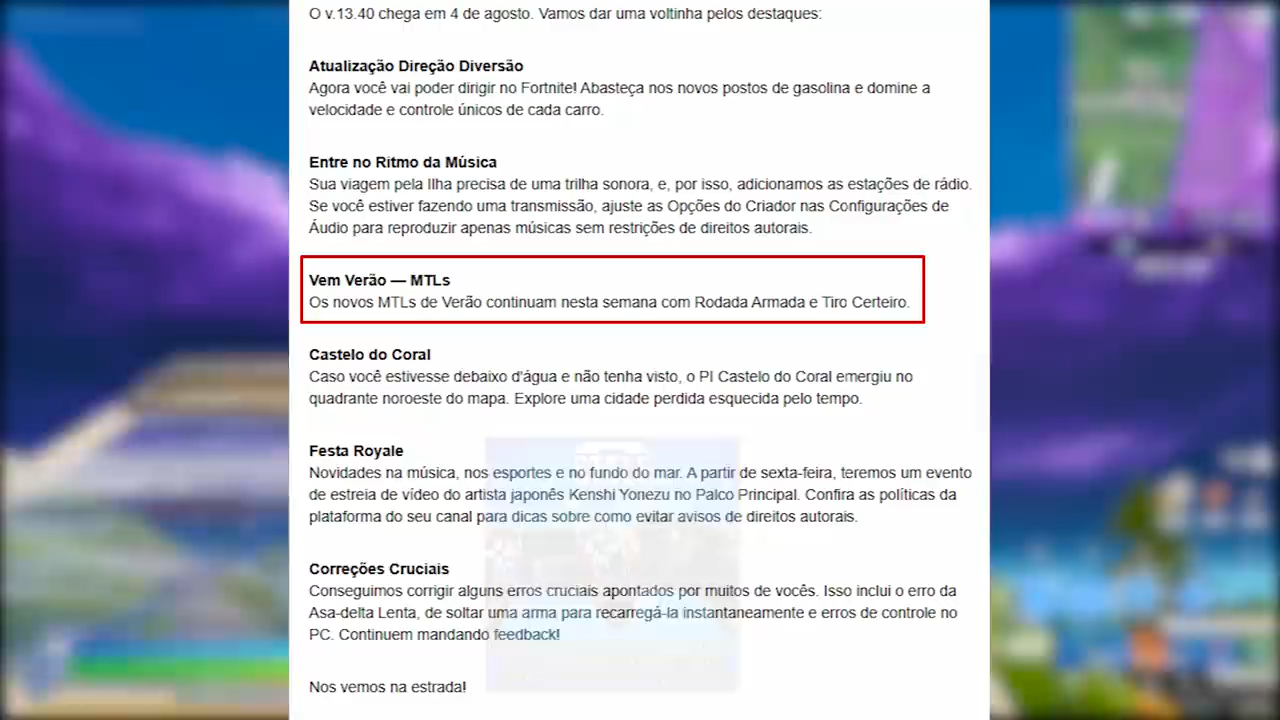 O v.13.40 chega em 4 de agosto. Vamos dar uma voltinha pelos destaques:
Atualização Direção Diversão
Agora você vai poder dirigir no Fortnite! Abasteça nos novos postos de gasolina e domine a
velocidade e controle únicos de cada carro.
Entre no Ritmo da Música
Sua viagem pela Ilha precisa de uma trilha sonora, e, por isso, adicionamos as estações de rádio.
Se você estiver fazendo uma transmissão, ajuste as Opções do Criador nas Configurações de
Áudio para reproduzir apenas músicas sem restrições de direitos autorais.
Vem Verão — MTLs
Os novos MTLs de Verão continuam nesta semana com Rodada Armada e Tiro Certeiro.
Castelo do Coral
Caso você estivesse debaixo d'água e não tenha visto, o PI Castelo do Coral emergiu no
quadrante noroeste do mapa. Explore uma cidade perdida esquecida pelo tempo.
Festa Royale
Novidades na música, nos esportes e no fundo do mar. A partir de sexta-feira, teremos um evento
de estreia de vídeo do artista japonês Kenshi Yonezu no Palco Principal. Confira as políticas da
plataforma do seu canal para dicas sobre como evitar avisos de direitos autorais.
Correções Cruciais
Conseguimos corrigir alguns erros cruciais apontados por muitos de vocês. Isso inclui o erro da
Asa-delta Lenta, de soltar uma arma para recarregá-la instantaneamente e erros de controle no
PC. Continuem mandando feedback!
Nos vemos na estrada!